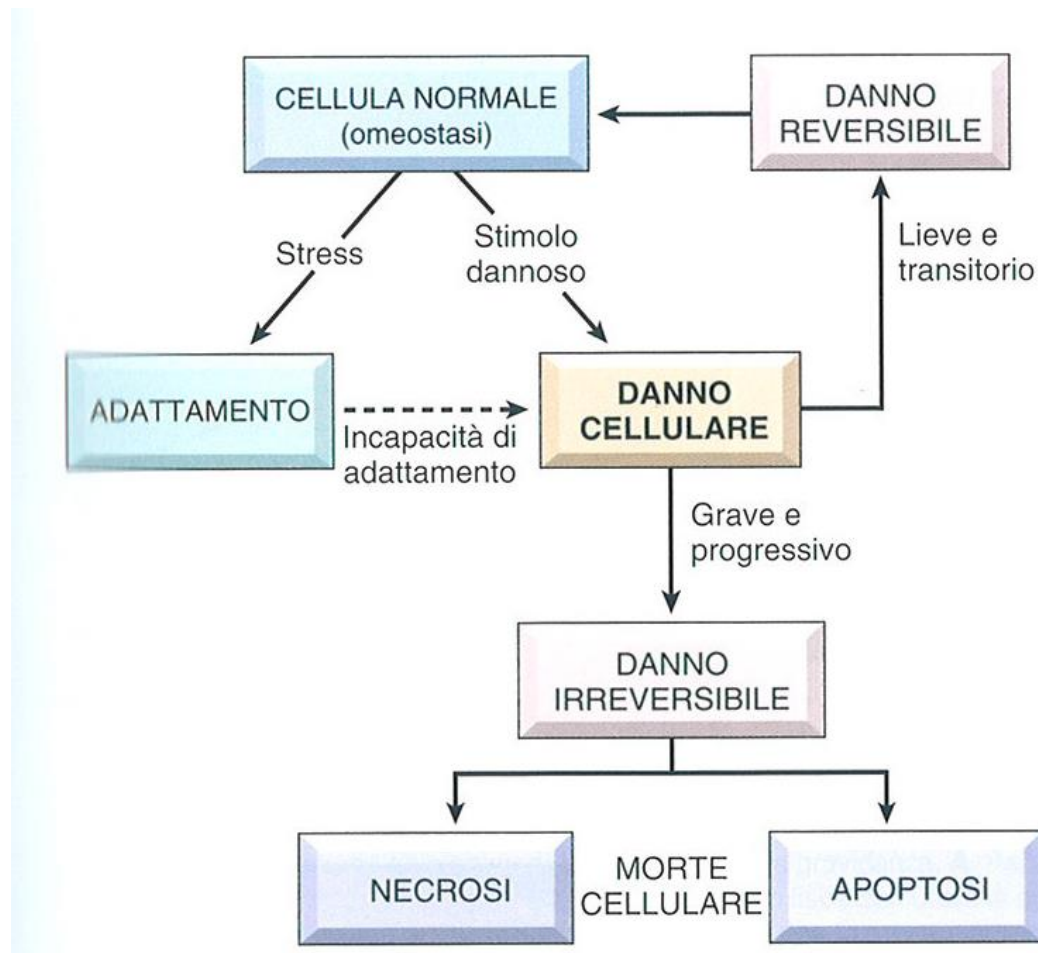 CELLULA NORMALE
(omeostasi)
DANNO
REVERSIBILE
Stress
Stimolo
dannoso
Lieve e
transitorio
ADATTAMENTO
Incapacità di
adattamento
DANNO
CELLULARE
Grave e
progressivo
DANNO
IRREVERSIBILE
NECROSI
MORTE
CELLULARE
APOPTOSI